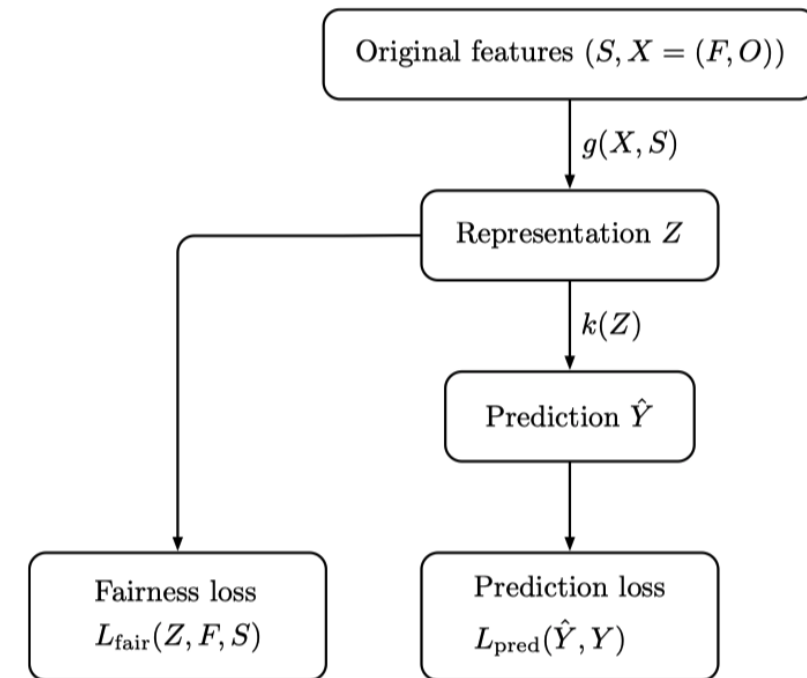 Original features (S, X = (F, O))
g(X, S)
Representation Z
k(Z)
Prediction Ŷ
Fairness loss
L_fair(Z, F, S)
Prediction loss
L_pred(Ŷ, Y)